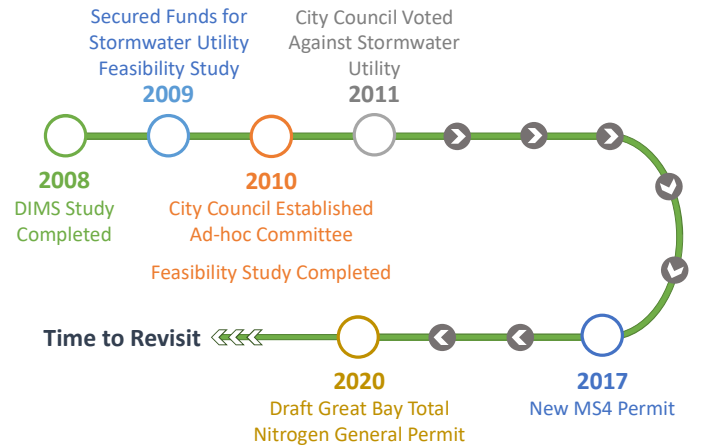 Secured Funds for
Stormwater Utility
Feasibility Study
2009
City Council Voted
Against Stormwater
Utility
2011
2008
DIMS Study
Completed
2010
City Council Established
Ad-hoc Committee
Feasibility Study Completed
Time to Revisit
2020
Draft Great Bay Total
Nitrogen General Permit
2017
New MS4 Permit